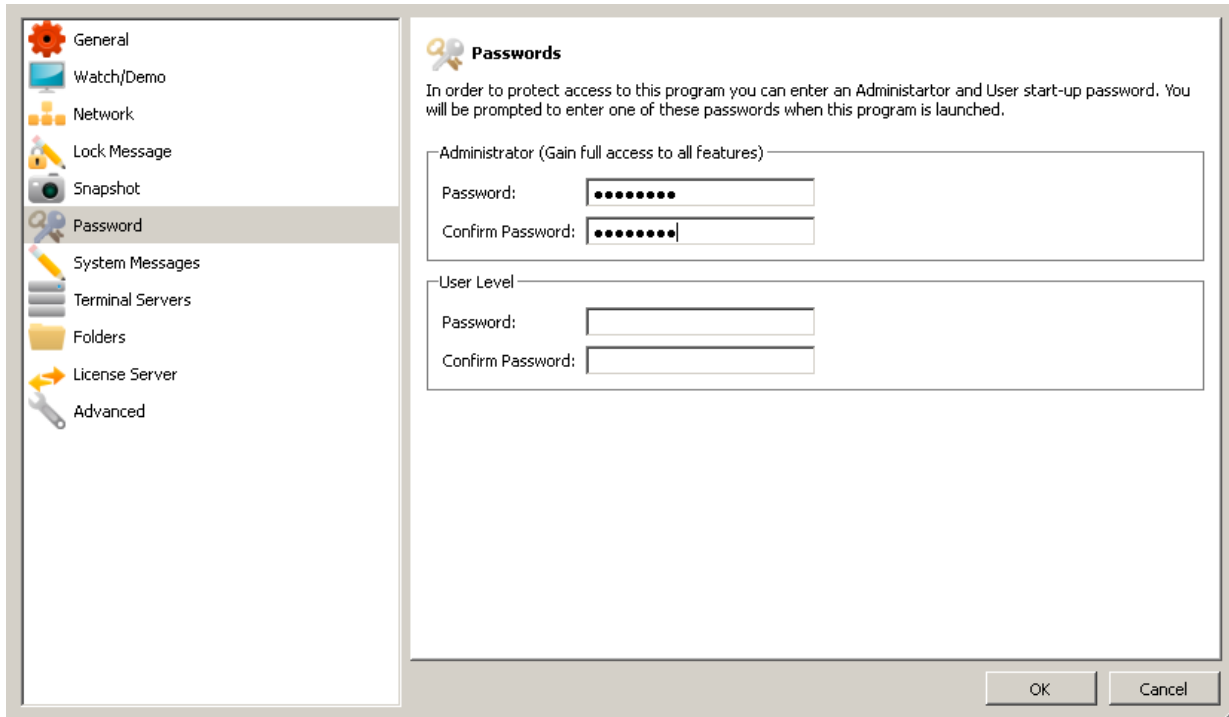 General
Watch/Demo
Network
Lock Message
Snapshot
Password
System Messages
Terminal Servers
Folders
License Server
Advanced
Passwords
In order to protect access to this program you can enter an Administartor and User start-up password. You
will be prompted to enter one of these passwords when this program is launched.
Administrator (Gain full access to all features)
Password: ●●●●●●●●
Confirm Password: ●●●●●●●●
User Level
Password:
Confirm Password:
OK Cancel